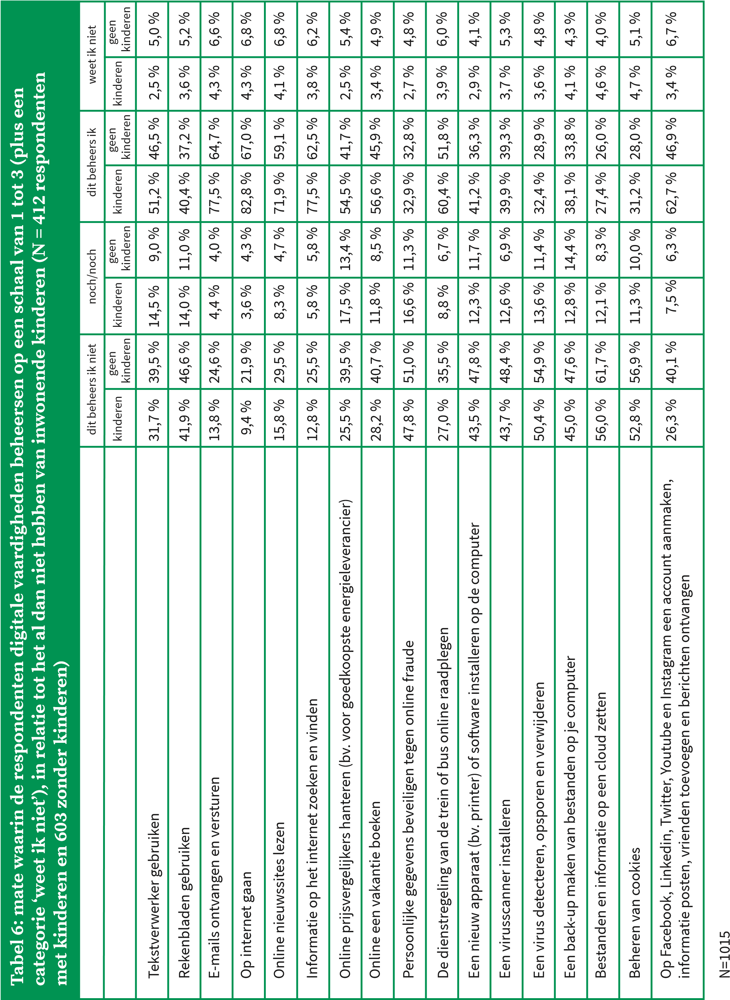 Tabel 6: mate waarin de respondenten digitale vaardigheden beheersen op een schaal van 1 tot 3 (plus een
categorie ‘weet ik niet’), in relatie tot het al dan niet hebben van inwonende kinderen (N = 412 respondenten
met kinderen en 603 zonder kinderen)
dit beheers ik niet noch/noch dit beheers ik weet ik niet
kinderen geen kinderen kinderen geen kinderen kinderen geen kinderen kinderen geen kinderen
Tekstverwerker gebruiken 31,7 % 39,5 % 14,5 % 9,0 % 51,2 % 46,5 % 2,5 % 5,0 %
Rekenbladen gebruiken 41,9 % 46,6 % 14,0 % 11,0 % 40,4 % 37,2 % 3,6 % 5,2 %
E-mails ontvangen en versturen 13,8 % 24,6 % 4,4 % 4,0 % 77,5 % 64,7 % 4,3 % 6,6 %
Op internet gaan 9,4 % 21,9 % 3,6 % 4,3 % 82,8 % 67,0 % 4,3 % 6,8 %
Online nieuwssites lezen 15,8 % 29,5 % 8,3 % 4,7 % 71,9 % 59,1 % 4,1 % 6,8 %
Informatie op het internet zoeken en vinden 12,8 % 25,5 % 5,8 % 5,8 % 77,5 % 62,5 % 3,8 % 6,2 %
Online prijsvergelijkers hanteren (bv. voor goedkoopste energieleverancier) 25,5 % 39,5 % 17,5 % 13,4 % 54,5 % 41,7 % 2,5 % 5,4 %
Online een vakantie boeken 28,2 % 40,7 % 11,8 % 8,5 % 56,6 % 45,9 % 3,4 % 4,9 %
Persoonlijke gegevens beveiligen tegen online fraude 47,8 % 51,0 % 16,6 % 11,3 % 32,9 % 32,8 % 2,7 % 4,8 %
De dienstregeling van de trein of bus online raadplegen 27,0 % 35,5 % 8,8 % 6,7 % 60,4 % 51,8 % 3,9 % 6,0 %
Een nieuw apparaat (bv. printer) of software installeren op de computer 43,5 % 47,8 % 12,3 % 11,7 % 41,2 % 36,3 % 2,9 % 4,1 %
Een virusscanner installeren 43,7 % 48,4 % 12,6 % 6,9 % 39,9 % 39,3 % 3,7 % 5,3 %
Een virus detecteren, opsporen en verwijderen 50,4 % 54,9 % 13,6 % 11,4 % 32,4 % 28,9 % 3,6 % 4,8 %
Een back-up maken van bestanden op je computer 45,0 % 47,6 % 12,8 % 14,4 % 38,1 % 33,8 % 4,1 % 4,3 %
Bestanden en informatie op een cloud zetten 56,0 % 61,7 % 12,1 % 8,3 % 27,4 % 26,0 % 4,6 % 4,0 %
Beheren van cookies 52,8 % 56,9 % 11,3 % 10,0 % 31,2 % 28,0 % 4,7 % 5,1 %
Op Facebook, Linkedin, Twitter, Youtube en Instagram een account aanmaken,
informatie posten, vrienden toevoegen en berichten ontvangen 26,3 % 40,1 % 7,5 % 6,3 % 62,7 % 46,9 % 3,4 % 6,7 %
N=1015